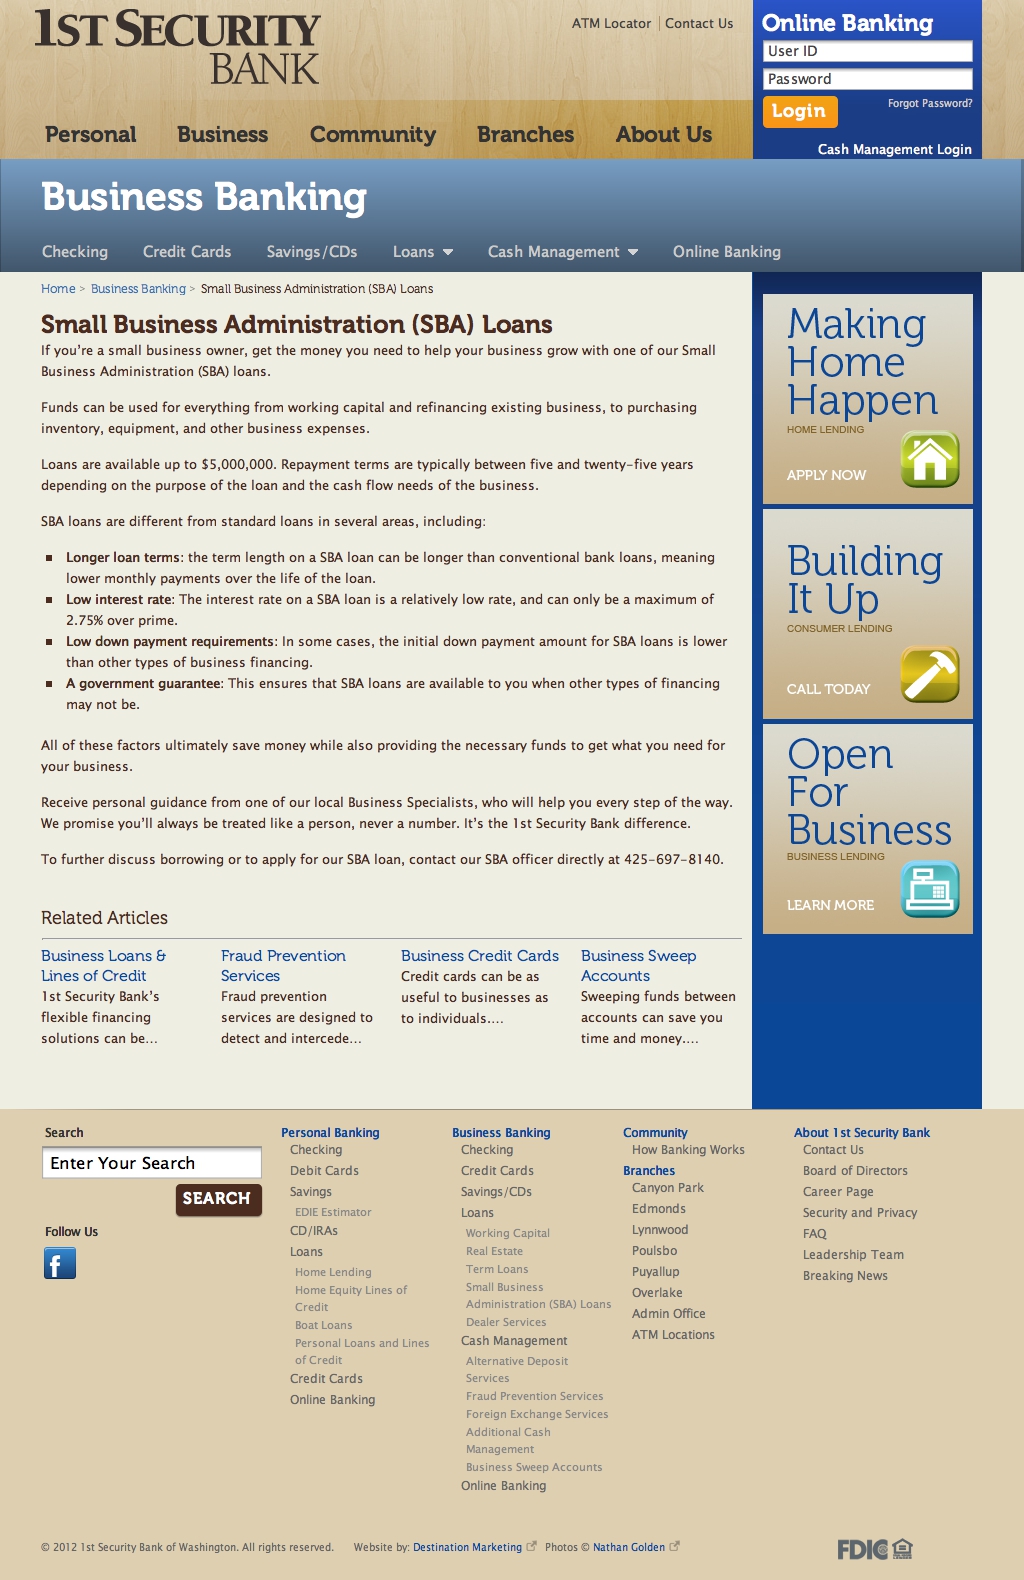 1ST SECURITY
BANK
ATM Locator | Contact Us
Online Banking
User ID
Password
Login
Forgot Password?
Cash Management Login
Personal Business Community Branches About Us
Business Banking
Checking Credit Cards Savings/CDs Loans Cash Management Online Banking
Home > Business Banking > Small Business Administration (SBA) Loans
Small Business Administration (SBA) Loans
If you’re a small business owner, get the money you need to help your business grow with one of our Small
Business Administration (SBA) loans.
Funds can be used for everything from working capital and refinancing existing business, to purchasing
inventory, equipment, and other business expenses.
Loans are available up to $5,000,000. Repayment terms are typically between five and twenty-five years
depending on the purpose of the loan and the cash flow needs of the business.
SBA loans are different from standard loans in several areas, including:
Longer loan terms: the term length on a SBA loan can be longer than conventional bank loans, meaning
lower monthly payments over the life of the loan.
Low interest rate: The interest rate on a SBA loan is a relatively low rate, and can only be a maximum of
2.75% over prime.
Low down payment requirements: In some cases, the initial down payment amount for SBA loans is lower
than other types of business financing.
A government guarantee: This ensures that SBA loans are available to you when other types of financing
may not be.
All of these factors ultimately save money while also providing the necessary funds to get what you need for
your business.
Receive personal guidance from one of our local Business Specialists, who will help you every step of the way.
We promise you’ll always be treated like a person, never a number. It’s the 1st Security Bank difference.
To further discuss borrowing or to apply for our SBA loan, contact our SBA officer directly at 425-697-8140.
Making
Home
Happen
HOME LENDING
APPLY NOW
Building
It Up
CONSUMER LENDING
CALL TODAY
Open
For
Business
BUSINESS LENDING
LEARN MORE
Related Articles
Business Loans &
Lines of Credit
1st Security Bank’s
flexible financing
solutions can be...
Fraud Prevention
Services
Fraud prevention
services are designed to
detect and intercede...
Business Credit Cards
Credit cards can be as
useful to businesses as
to individuals....
Business Sweep
Accounts
Sweeping funds between
accounts can save you
time and money....
Search
Enter Your Search
SEARCH
Follow Us
f
Personal Banking
Checking
Debit Cards
Savings
EDIE Estimator
CD/IRAs
Loans
Home Lending
Home Equity Lines of
Credit
Boat Loans
Personal Loans and Lines
of Credit
Credit Cards
Online Banking
Business Banking
Checking
Credit Cards
Savings/CDs
Loans
Working Capital
Real Estate
Term Loans
Small Business
Administration (SBA) Loans
Dealer Services
Cash Management
Alternative Deposit
Services
Fraud Prevention Services
Foreign Exchange Services
Additional Cash
Management
Business Sweep Accounts
Online Banking
Community
How Banking Works
Branches
Canyon Park
Edmonds
Lynnwood
Poulsbo
Puyallup
Overlake
Admin Office
ATM Locations
About 1st Security Bank
Contact Us
Board of Directors
Career Page
Security and Privacy
FAQ
Leadership Team
Breaking News
© 2012 1st Security Bank of Washington. All rights reserved. Website by: Destination Marketing Photos © Nathan Golden
FDIC